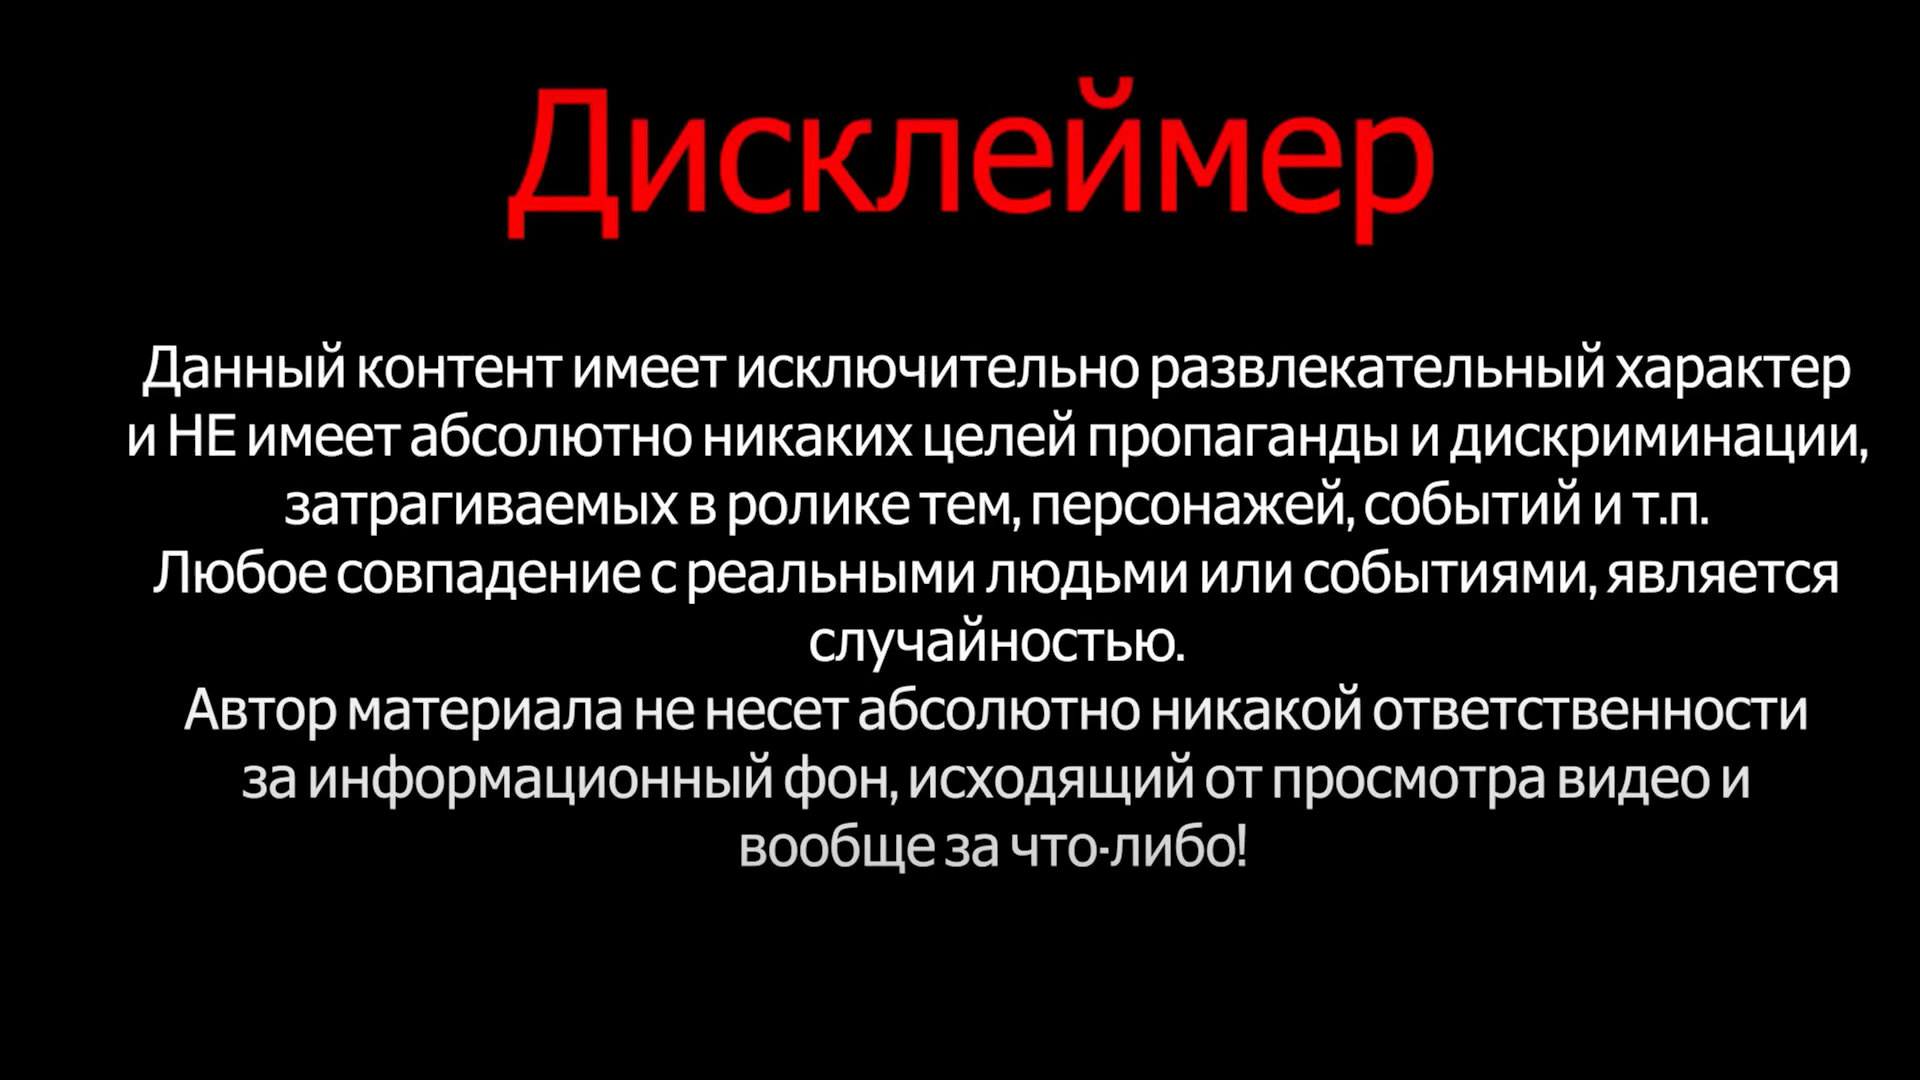 Дисклеймер
Данный контент имеет исключительно развлекательный характер
и НЕ имеет абсолютно никаких целей пропаганды и дискриминации,
затрагиваемых в ролике тем, персонажей, событий и т.п.
Любое совпадение с реальными людьми или событиями, является
случайностью.
Автор материала не несет абсолютно никакой ответственности
за информационный фон, исходящий от просмотра видео и
вообще за что-либо!